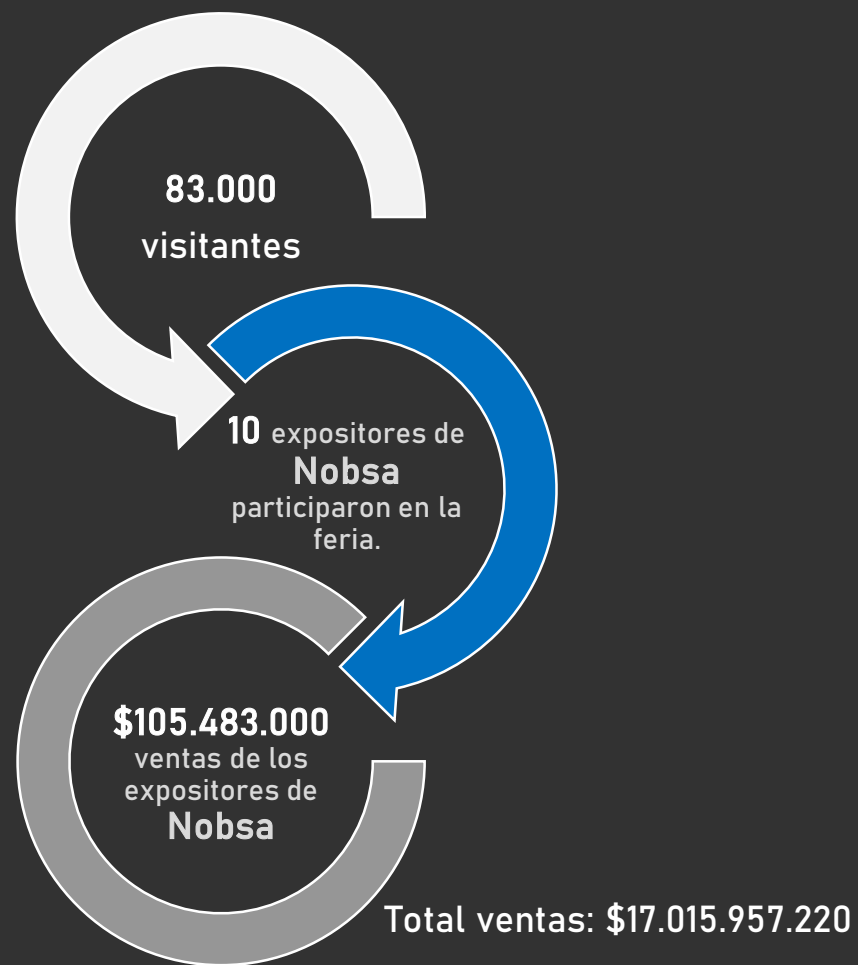 83.000
visitantes
10 expositores de
Nobsa
participaron en la
feria.
$105.483.000
ventas de los
expositores de
Nobsa
Total ventas: $17.015.957.220